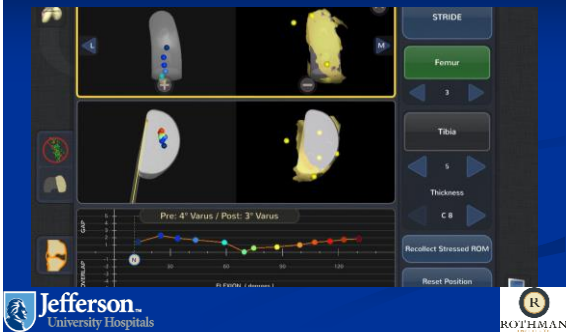 STRIDE
L
M
Femur
3
Tibia
5
Thickness
C 8
Pre: 4° Varus / Post: 3° Varus
GAP
OVERLAP
N
30
60
90
120
FLEXION (degrees)
Recollect Stressed ROM
Reset Position
Jefferson™
University Hospitals
R
ROTHMAN